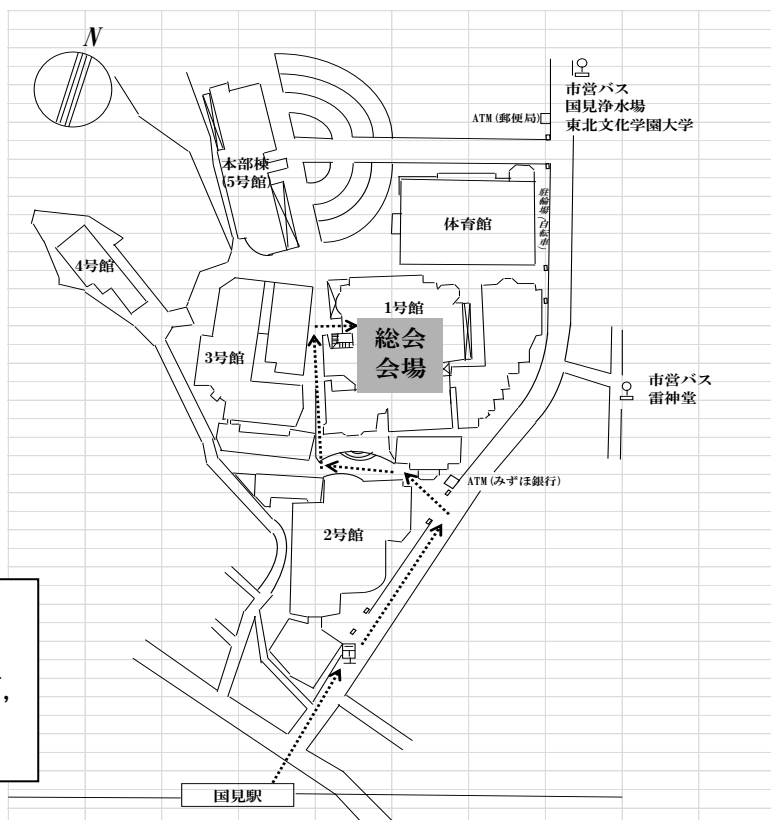 N
市営バス
国見浄水場
東北文化学園大学
ATM(郵便局)
本部棟
(5号館)
駐輪場(自転車)
体育館
4号館
1号館
総会
会場
3号館
市営バス
雷神堂
ATM(みずほ銀行)
2号館
,
国見駅